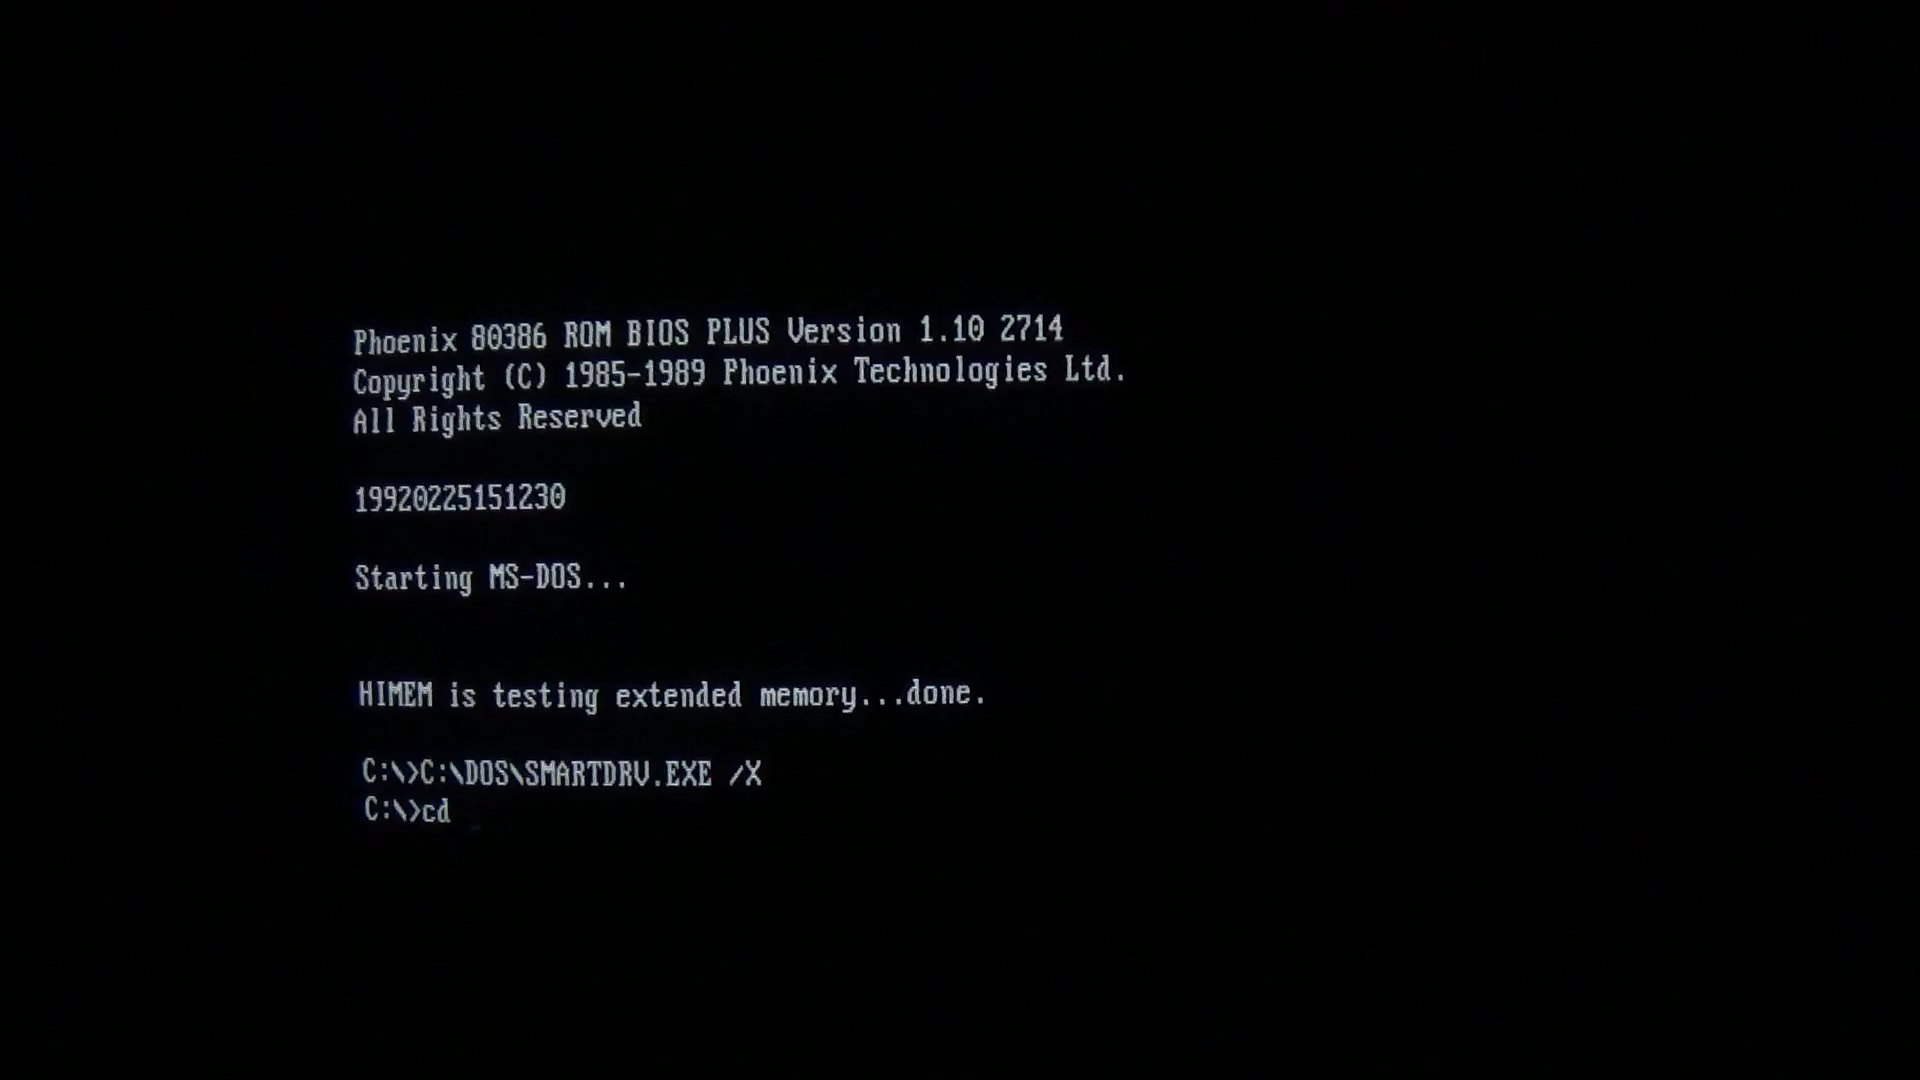 Phoenix 80386 ROM BIOS PLUS Version 1.10 2714
Copyright (C) 1985-1989 Phoenix Technologies Ltd.
All Rights Reserved
19920225151230
Starting MS-DOS...
HIMEM is testing extended memory...done.
C:\>C:\DOS\SMARTDRV.EXE /X
C:\>cd